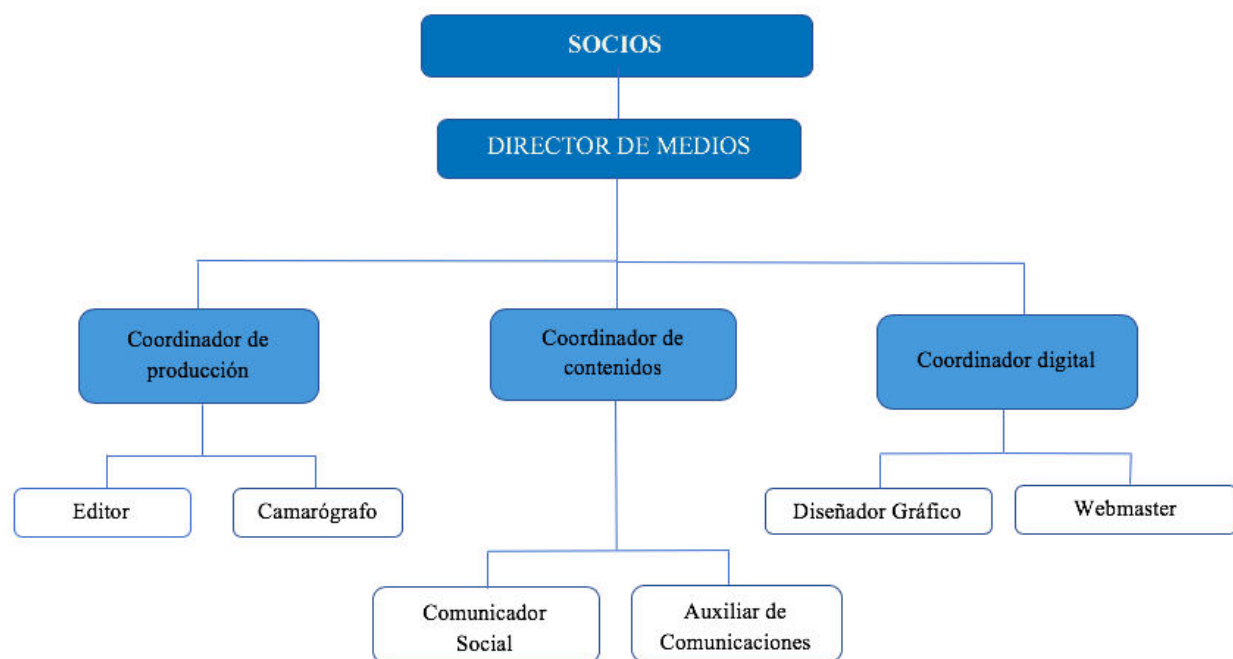 SOCIOS
DIRECTOR DE MEDIOS
Coordinador de
producción
Coordinador de
contenidos
Coordinador digital
Editor
Camarógrafo
Diseñador Gráfico
Webmaster
Comunicador
Social
Auxiliar de
Comunicaciones